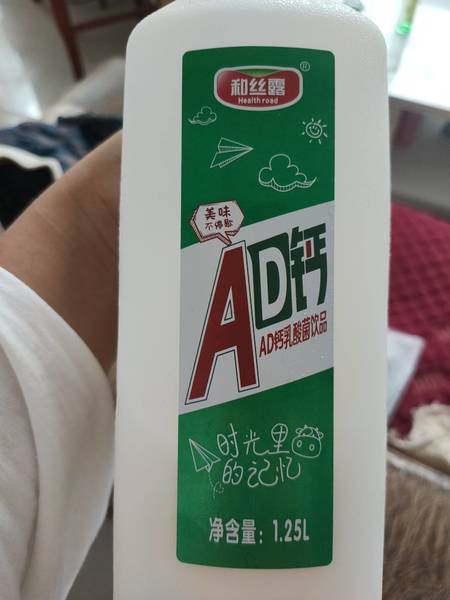 和丝露
®
Health road
美味
不停歇
AD钙
AD钙乳酸菌饮品
时光里
的记忆
净含量：1.25L